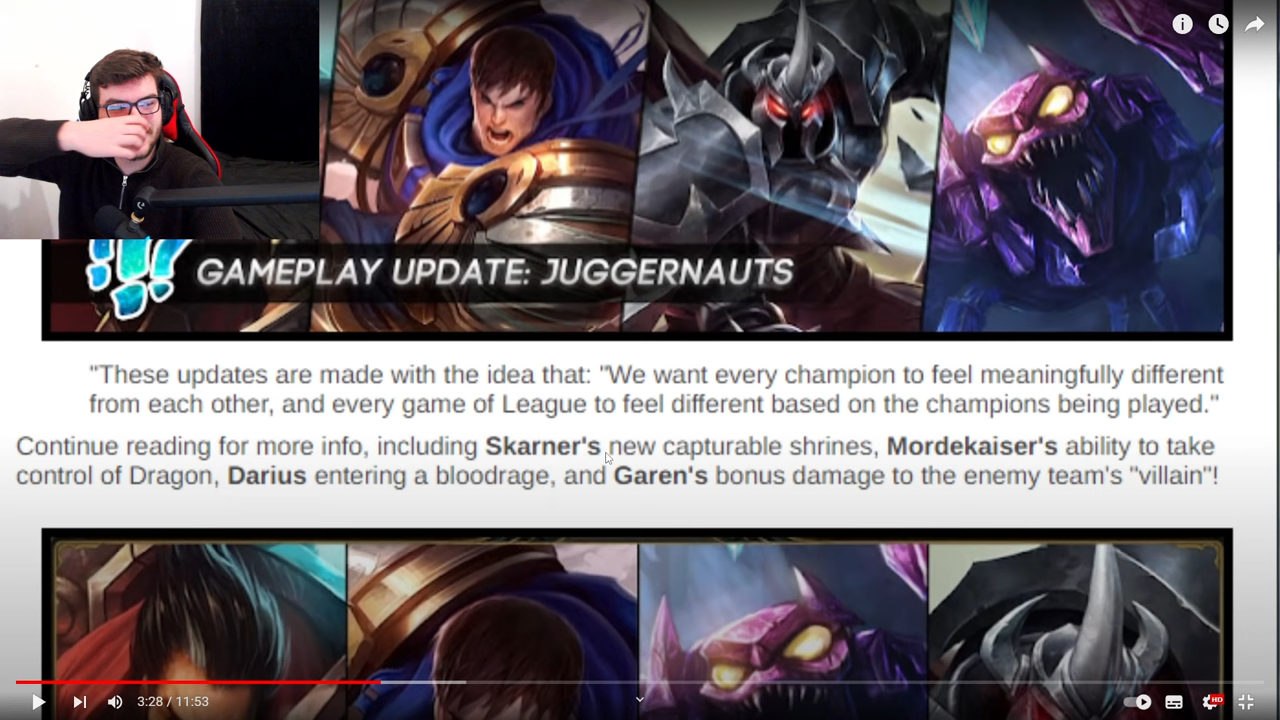 GAMEPLAY UPDATE: JUGGERNAUTS
"These updates are made with the idea that: "We want every champion to feel meaningfully different
from each other, and every game of League to feel different based on the champions being played."
Continue reading for more info, including Skarner's new capturable shrines, Mordekaiser's ability to take
control of Dragon, Darius entering a bloodrage, and Garen's bonus damage to the enemy team's "villain"!
3:28 / 11:53
HD